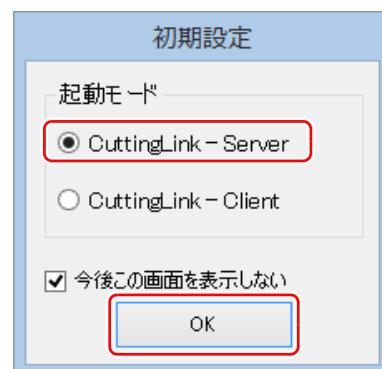 初期設定
起動モード
CuttingLink－Server
CuttingLink－Client
今後この画面を表示しない
OK